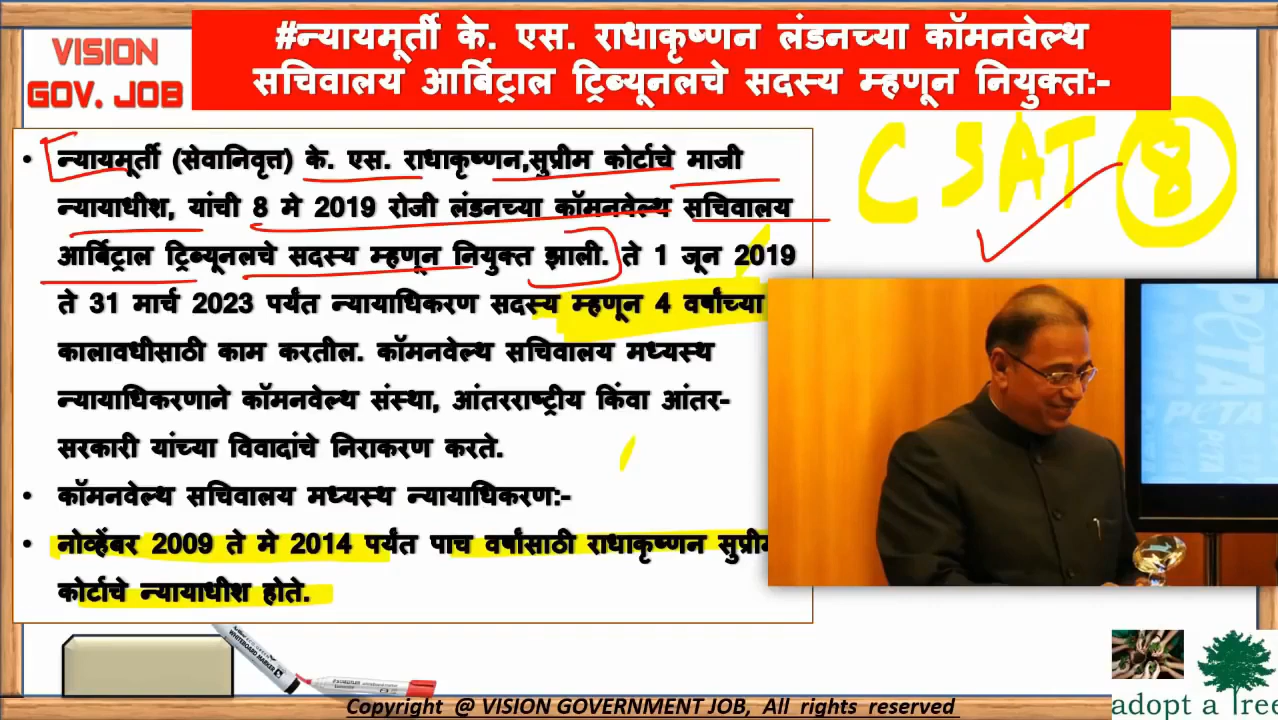 VISION
GOV. JOB
#न्यायमूर्ती के. एस. राधाकृष्णन लंडनच्या कॉमनवेल्थ
सचिवालय आर्बिट्राल ट्रिब्यूनलचे सदस्य म्हणून नियुक्त:-
CSAT 8
• न्यायमूर्ती (सेवानिवृत्त) के. एस. राधाकृष्णन,सुप्रीम कोर्टाचे माजी
न्यायाधीश, यांची 8 मे 2019 रोजी लंडनच्या कॉमनवेल्थ सचिवालय
आर्बिट्राल ट्रिब्यूनलचे सदस्य म्हणून नियुक्त झाली. ते 1 जून 2019
ते 31 मार्च 2023 पर्यंत न्यायाधिकरण सदस्य म्हणून 4 वर्षांच्या
कालावधीसाठी काम करतील. कॉमनवेल्थ सचिवालय मध्यस्थ
न्यायाधिकरणाने कॉमनवेल्थ संस्था, आंतरराष्ट्रीय किंवा आंतर-
सरकारी यांच्या विवादांचे निराकरण करते.
• कॉमनवेल्थ सचिवालय मध्यस्थ न्यायाधिकरण:-
• नोव्हेंबर 2009 ते मे 2014 पर्यंत पाच वर्षांसाठी राधाकृष्णन
कोर्टाचे न्यायाधीश होते.
PETA
WHITEBOARD MARKER
adopt a Tree
Copyright @ VISION GOVERNMENT JOB, All rights reserved